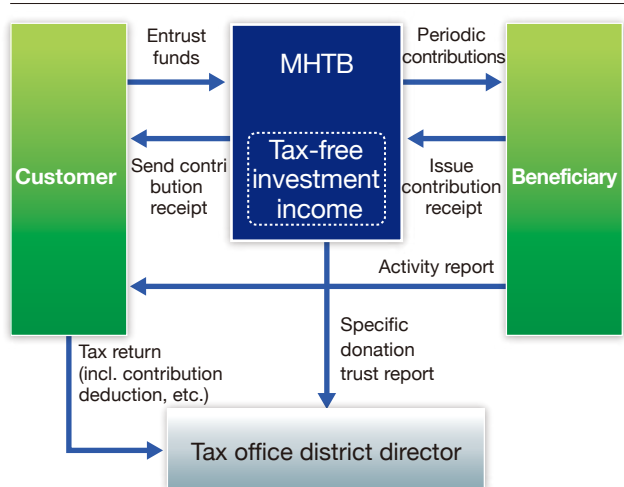 Entrust
funds
MHTB
Periodic
contributions
Customer
Send contri
bution
receipt
Tax-free
investment
income
Issue
contribution
receipt
Beneficiary
Activity report
Tax return
(incl. contribution
deduction, etc.)
Specific
donation
trust report
Tax office district director